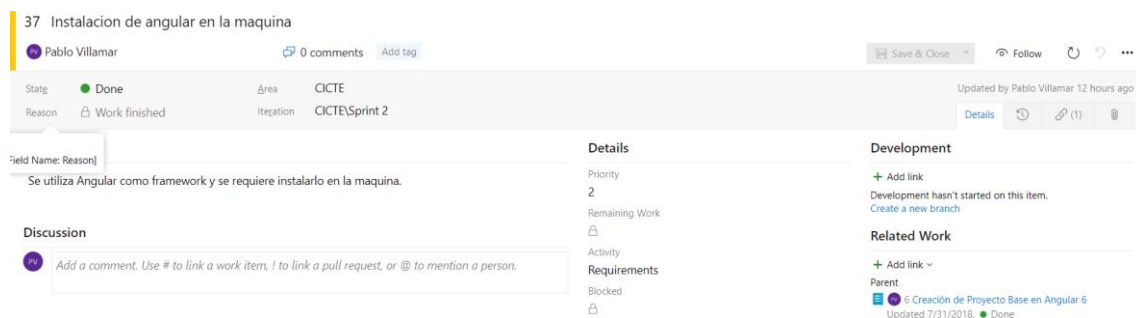 37 Instalacion de angular en la maquina
PV Pablo Villamar 0 comments Add tag Save & Close Follow
State Done Area CICTE Updated by Pablo Villamar 12 hours ago
Reason Work finished Iteration CICTE\Sprint 2 Details (1)
Field Name: Reason]
Se utiliza Angular como framework y se requiere instalarlo en la maquina.
Discussion
PV Add a comment. Use # to link a work item, ! to link a pull request, or @ to mention a person.
Details
Priority
2
Remaining Work
Activity
Requirements
Blocked
Development
+ Add link
Development hasn't started on this item.
Create a new branch
Related Work
+ Add link
Parent
PV 6 Creación de Proyecto Base en Angular 6
Updated 7/31/2018, Done